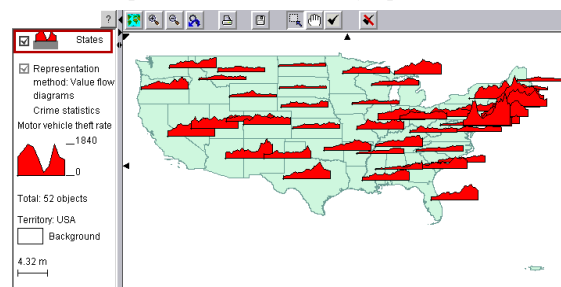 ?
States
Representation
method: Value flow
diagrams
Crime statistics
Motor vehicle theft rate
1840
0
Total: 52 objects
Territory: USA
Background
4.32 m